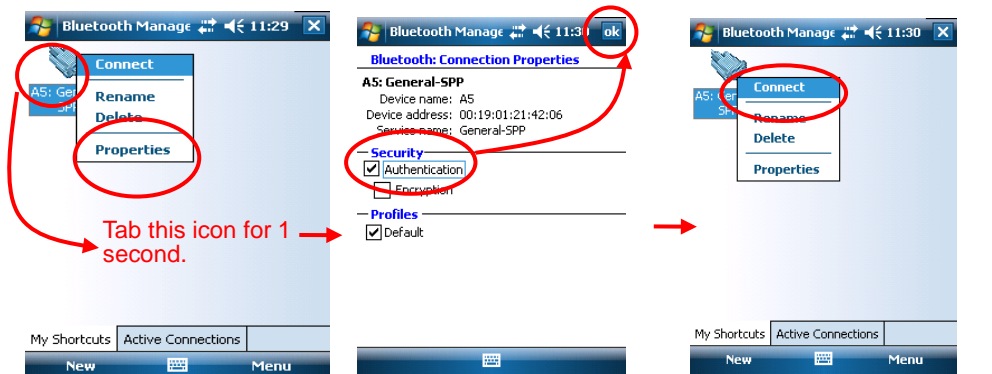 Bluetooth Manage 11:29
Connect
A5: Ger
SPP
Rename
Delete
Properties
Tab this icon for 1
second.
My Shortcuts Active Connections
New Menu
Bluetooth Manage 11:30 ok
Bluetooth: Connection Properties
A5: General-SPP
Device name: A5
Device address: 00:19:01:21:42:06
Service name: General-SPP
Security
Authentication
Encryption
Profiles
Default
Bluetooth Manage 11:30
Connect
A5: Ger
SPP
Rename
Delete
Properties
My Shortcuts Active Connections
New Menu